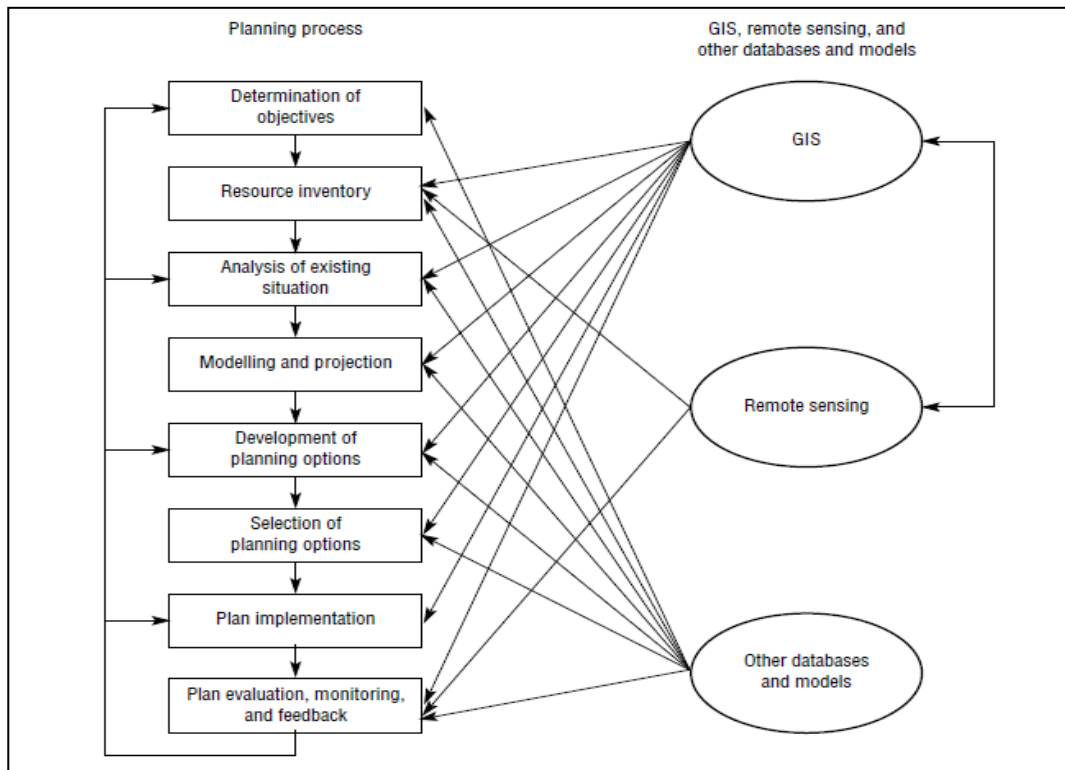 Planning process
GIS, remote sensing, and
other databases and models
Determination of
objectives
Resource inventory
Analysis of existing
situation
Modelling and projection
Development of
planning options
Selection of
planning options
Plan implementation
Plan evaluation, monitoring,
and feedback
GIS
Remote sensing
Other databases
and models